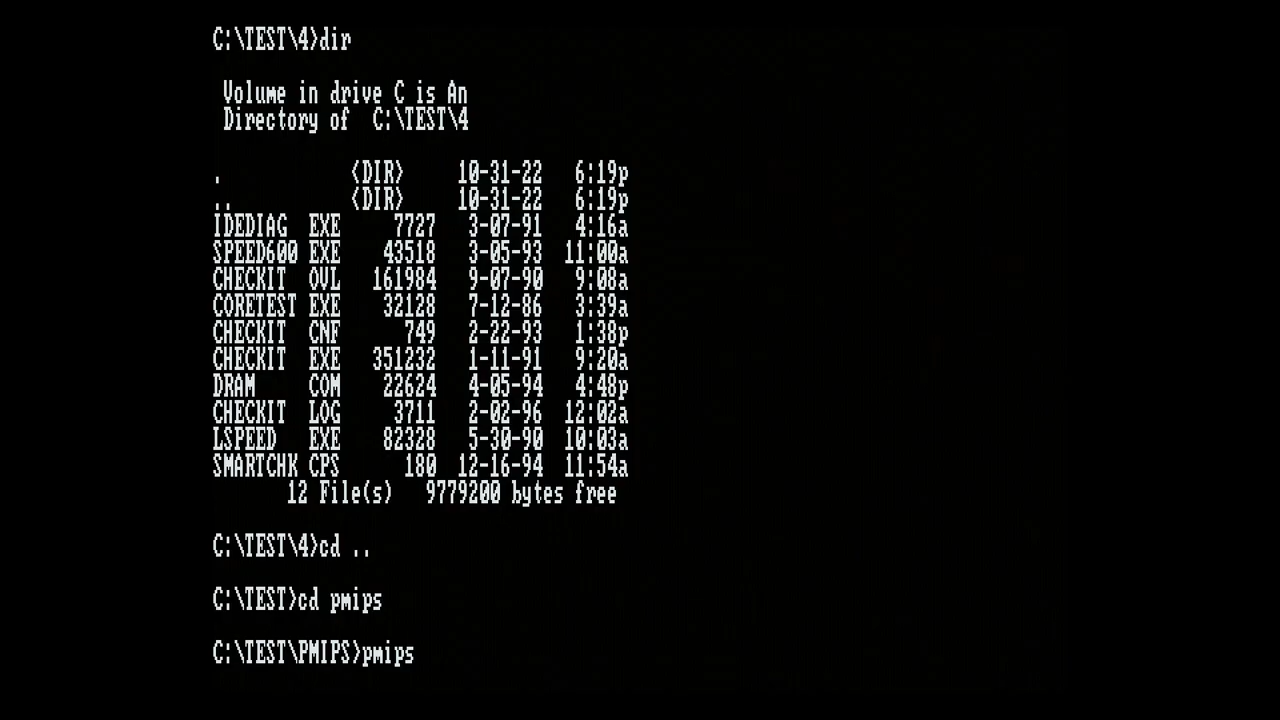 C:\TEST\4>dir
Volume in drive C is An
Directory of  C:\TEST\4
.            <DIR>     10-31-22   6:19p
..           <DIR>     10-31-22   6:19p
IDEDIAG  EXE     7727   3-07-91   4:16a
SPEED600 EXE    43518   3-05-93  11:00a
CHECKIT  OVL   161984   9-07-90   9:08a
CORETEST EXE    32128   7-12-86   3:39a
CHECKIT  CNF      749   2-22-93   1:38p
CHECKIT  EXE   351232   1-11-91   9:20a
DRAM     COM    22624   4-05-94   4:48p
CHECKIT  LOG     3711   2-02-96  12:02a
LSPEED   EXE    82328   5-30-90  10:03a
SMARTCHK CPS      180  12-16-94  11:54a
       12 File(s)   9779200 bytes free
C:\TEST\4>cd ..
C:\TEST>cd pmips
C:\TEST\PMIPS>pmips